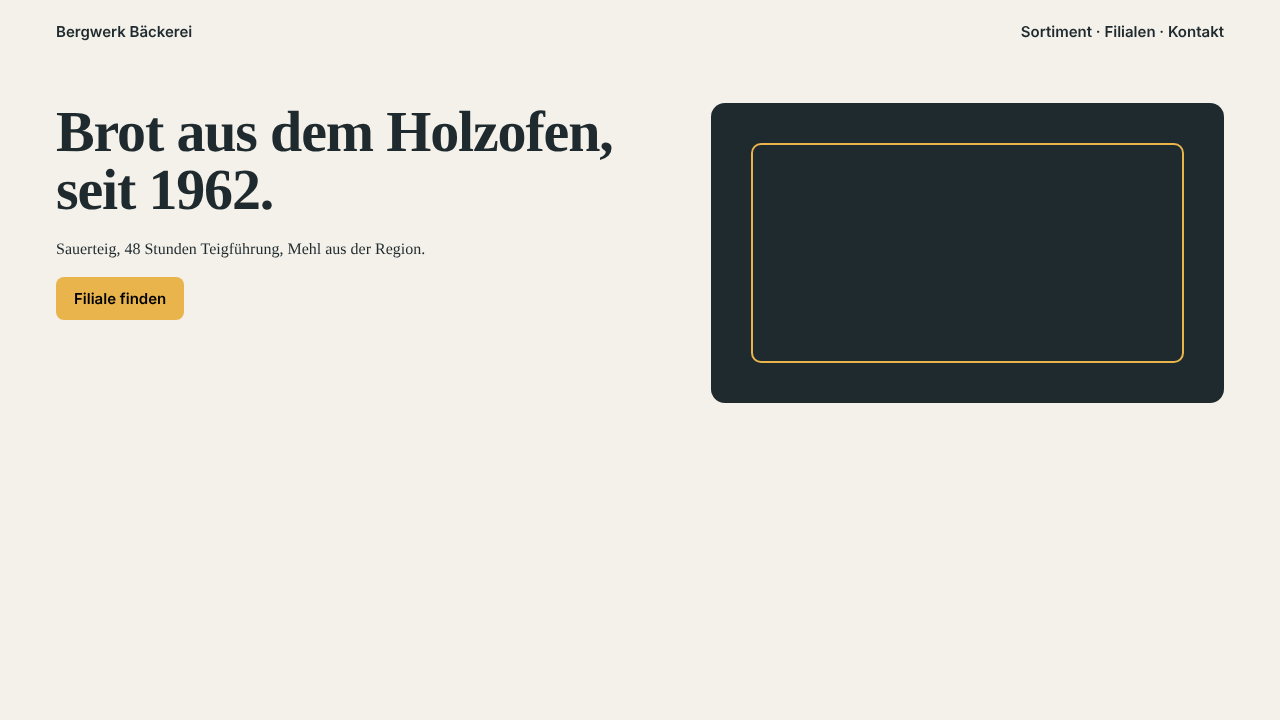 Bergwerk Bäckerei
Sortiment · Filialen · Kontakt
Brot aus dem Holzofen,
seit 1962.
Sauerteig, 48 Stunden Teigführung, Mehl aus der Region.
Filiale finden